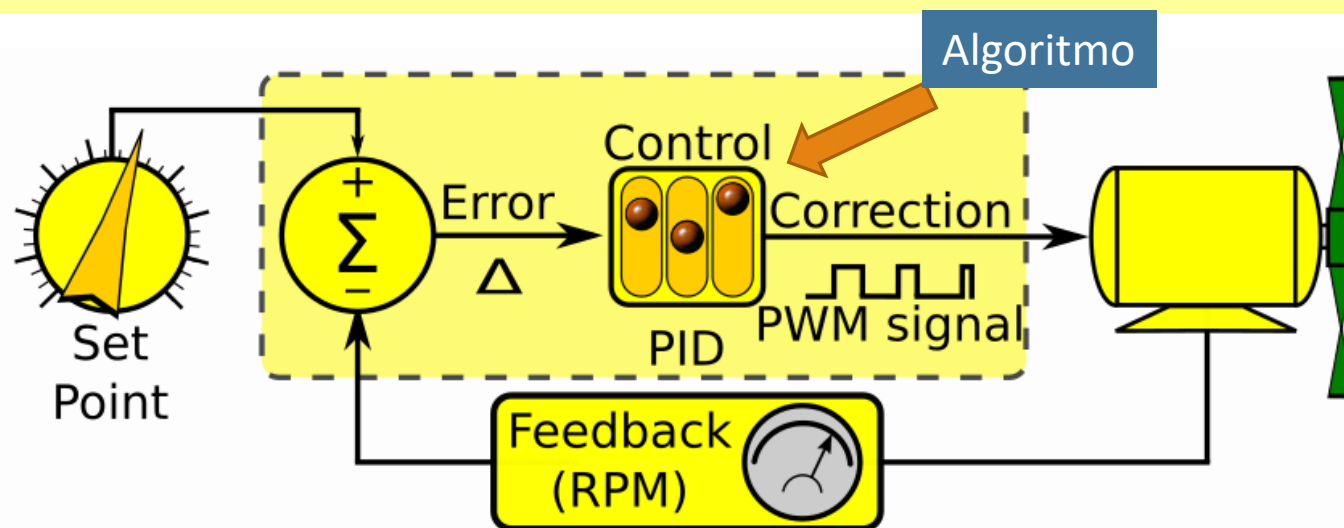 Algoritmo
Control
+
Σ
−
Error
Δ
Correction
PWM signal
PID
Set
Point
Feedback
(RPM)